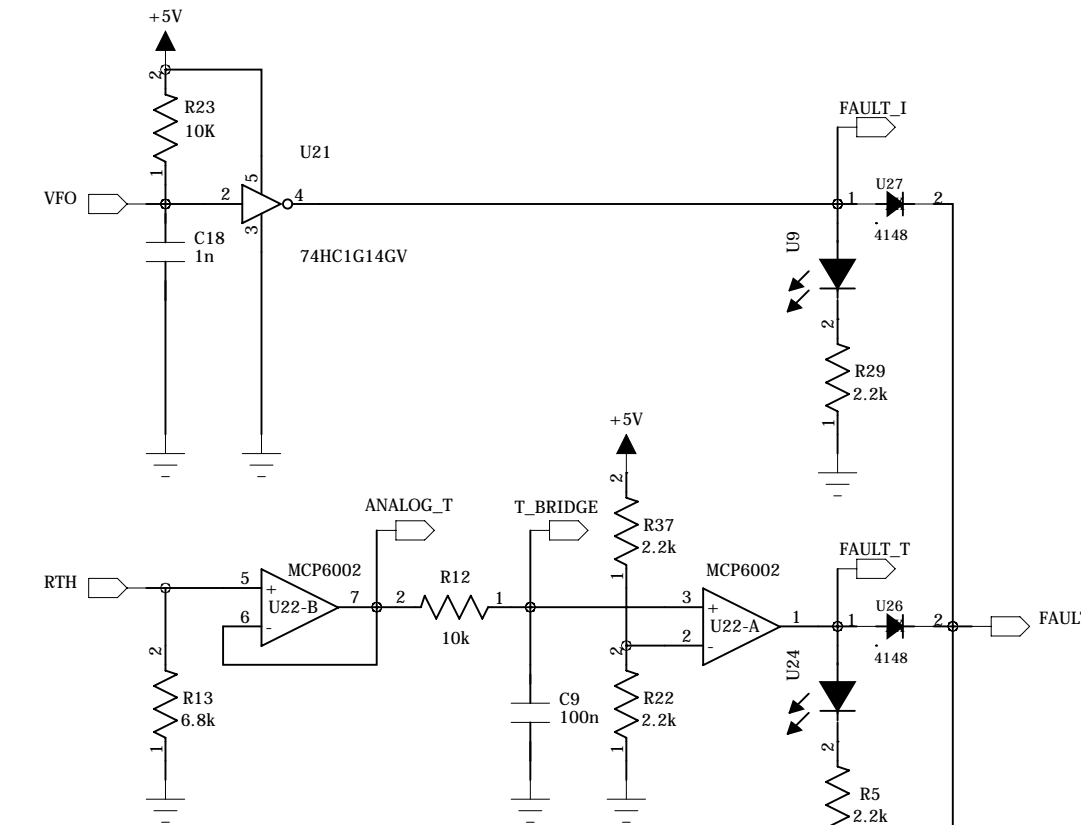 +5V
2
R23
10K
1
VFO
2
5
U21
4
3
C18
1n
74HC1G14GV
FAULT_I
1
U27
2
4148
U9
2
R29
2.2k
1
+5V
2
R37
2.2k
1
ANALOG_T
T_BRIDGE
RTH
5
+
MCP6002
U22-B
7
6
-
2
R12
1
10k
MCP6002
3
+
U22-A
1
2
-
FAULT_T
1
U26
2
4148
FAUL
U24
2
R13
6.8k
1
C9
100n
2
R22
2.2k
1
2
R5
2.2k